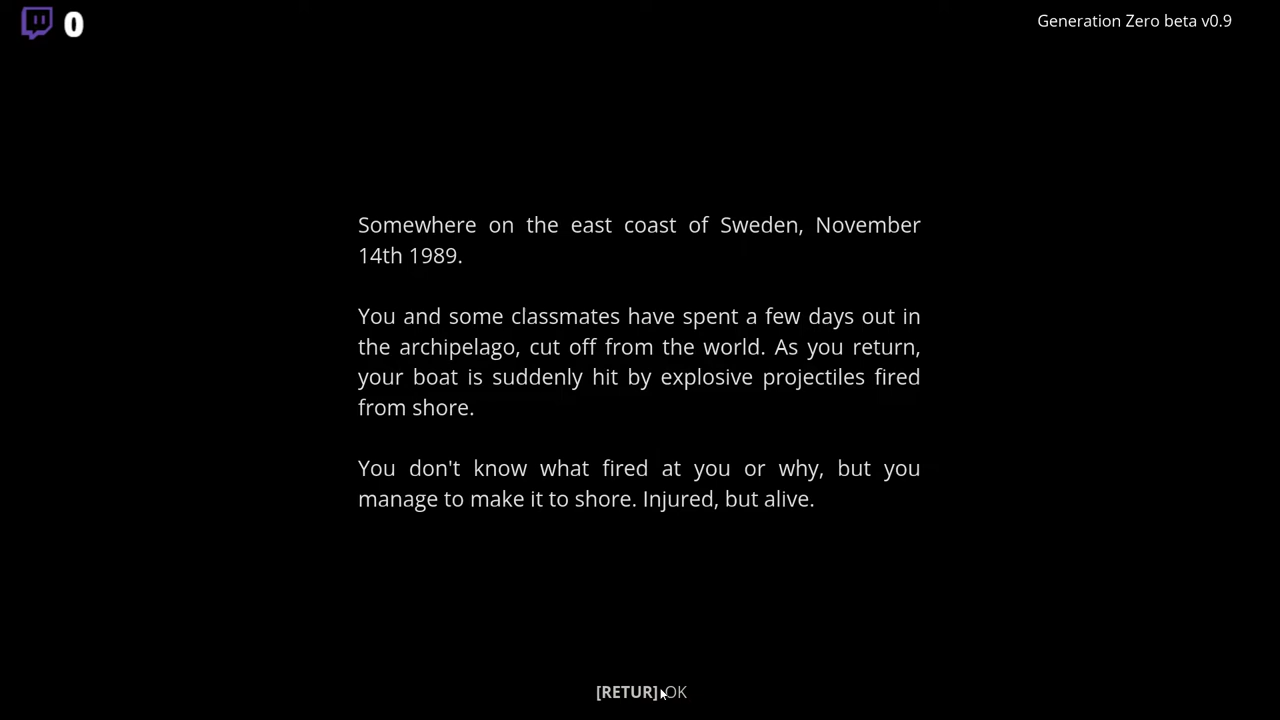 0
Generation Zero beta v0.9
Somewhere on the east coast of Sweden, November
14th 1989.
You and some classmates have spent a few days out in
the archipelago, cut off from the world. As you return,
your boat is suddenly hit by explosive projectiles fired
from shore.
You don't know what fired at you or why, but you
manage to make it to shore. Injured, but alive.
[RETUR] OK